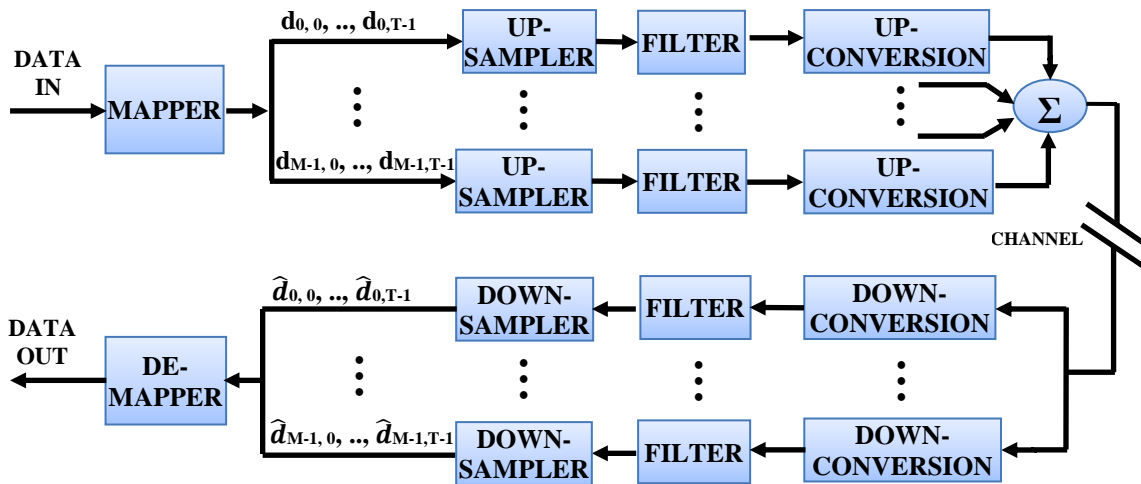 d0, 0, .., d0,T-1
DATA
IN
MAPPER
UP-
SAMPLER
FILTER
UP-
CONVERSION
Σ
dM-1, 0, .., dM-1,T-1
UP-
SAMPLER
FILTER
UP-
CONVERSION
CHANNEL
d̂0, 0, .., d̂0,T-1
DOWN-
SAMPLER
FILTER
DOWN-
CONVERSION
DATA
OUT
DE-
MAPPER
d̂M-1, 0, .., d̂M-1,T-1
DOWN-
SAMPLER
FILTER
DOWN-
CONVERSION